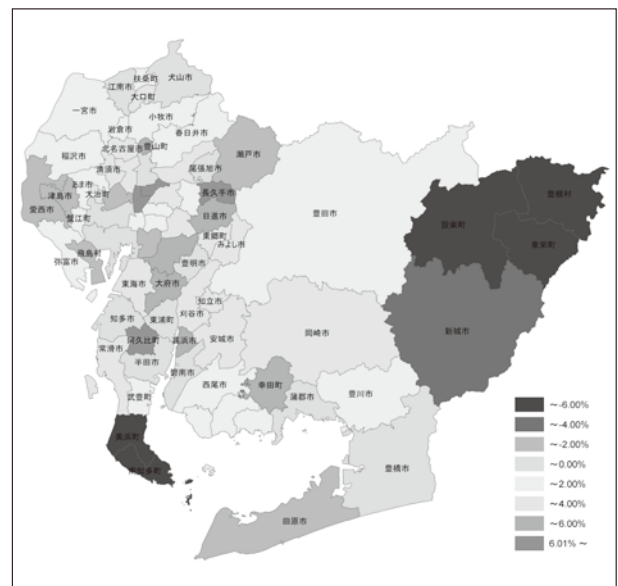 扶桑町
犬山市
江南市
大口町
一宮市
小牧市
岩倉市
春日井市
北名古屋市
豊山町
稲沢市
清須市
尾張旭市
瀬戸市
あま市
津島市
大治町
長久手市
愛西市
蟹江町
日進市
豊田市
設楽町
豊根村
東栄町
東郷町
みよし市
飛島村
弥富市
豊明市
東海市
大府市
知立市
岡崎市
新城市
知多市
東浦町
刈谷市
安城市
阿久比町
高浜市
常滑市
半田市
碧南市
西尾市
幸田町
蒲郡市
豊川市
武豊町
美浜町
南知多町
豊橋市
田原市
~-6.00%
~-4.00%
~-2.00%
~0.00%
~2.00%
~4.00%
~6.00%
6.01% ~